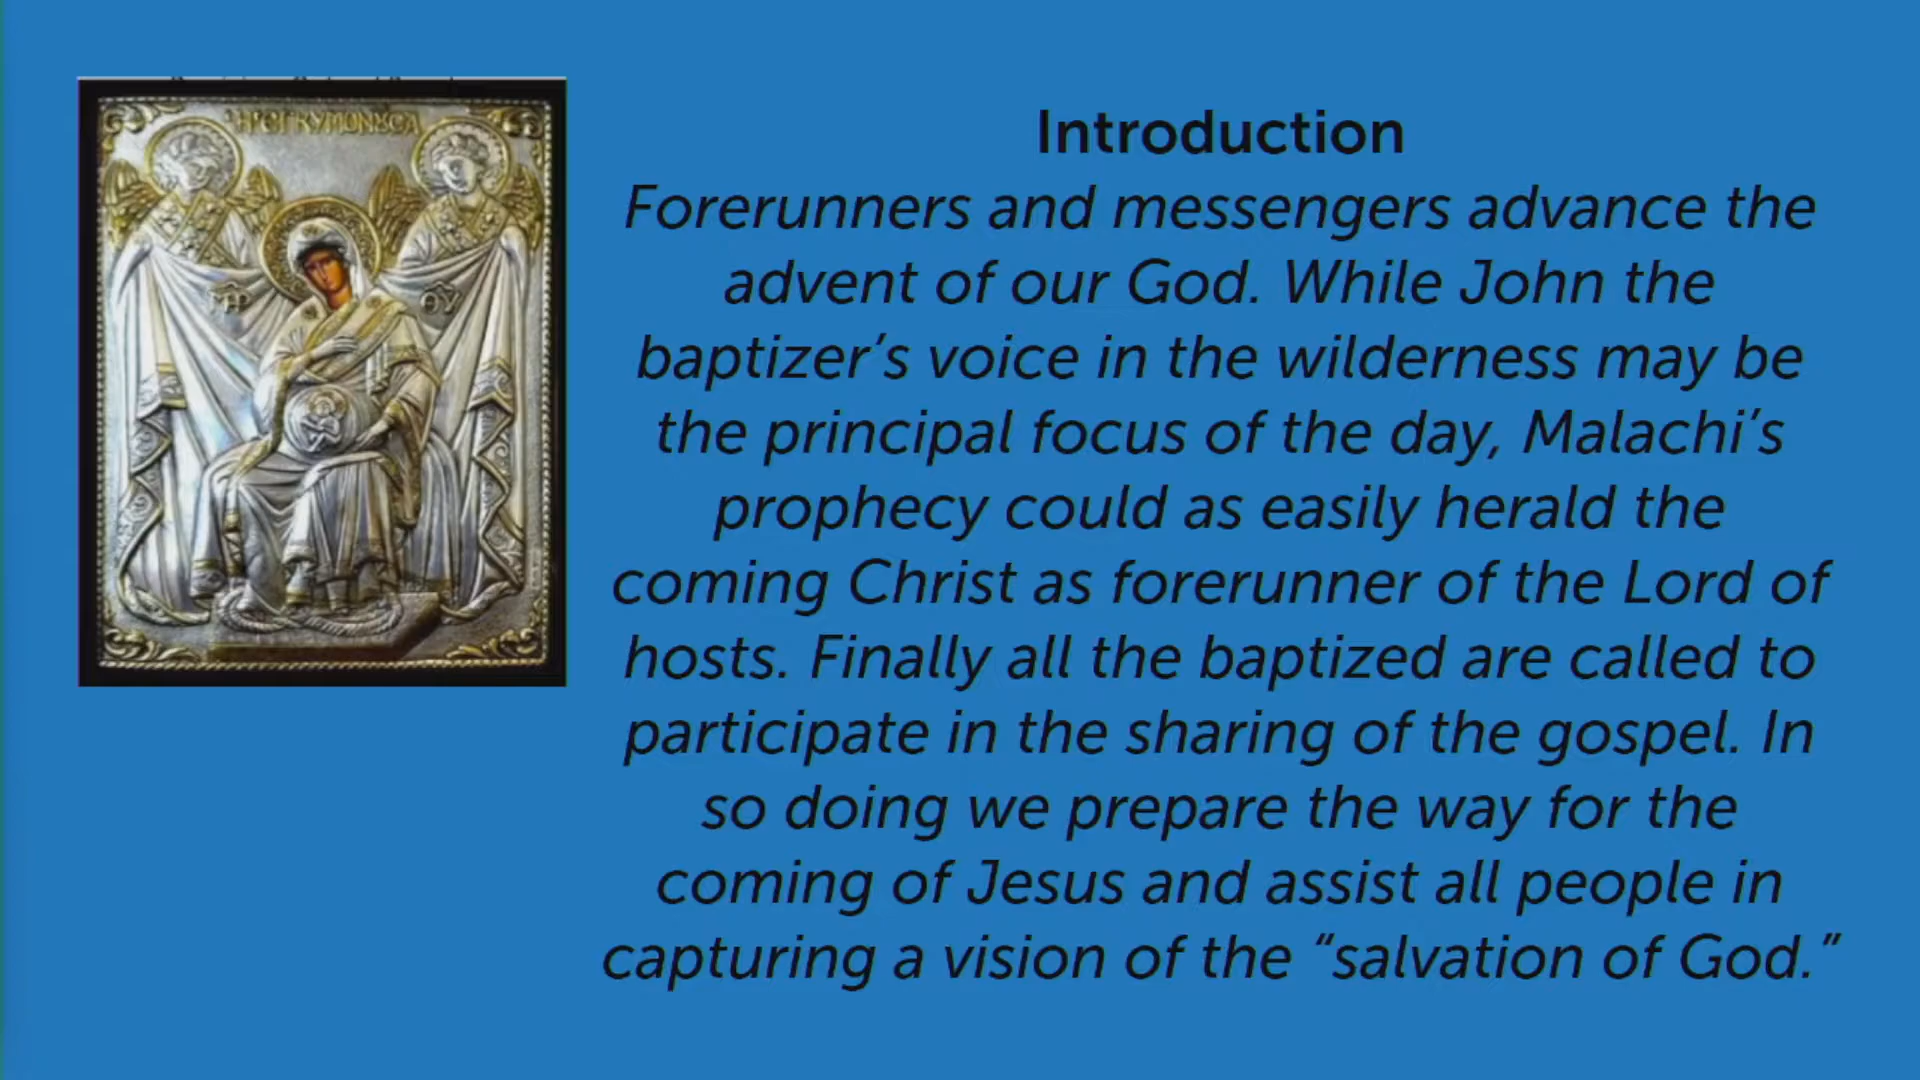 Introduction
Forerunners and messengers advance the
advent of our God. While John the
baptizer’s voice in the wilderness may be
the principal focus of the day, Malachi’s
prophecy could as easily herald the
coming Christ as forerunner of the Lord of
hosts. Finally all the baptized are called to
participate in the sharing of the gospel. In
so doing we prepare the way for the
coming of Jesus and assist all people in
capturing a vision of the “salvation of God.”